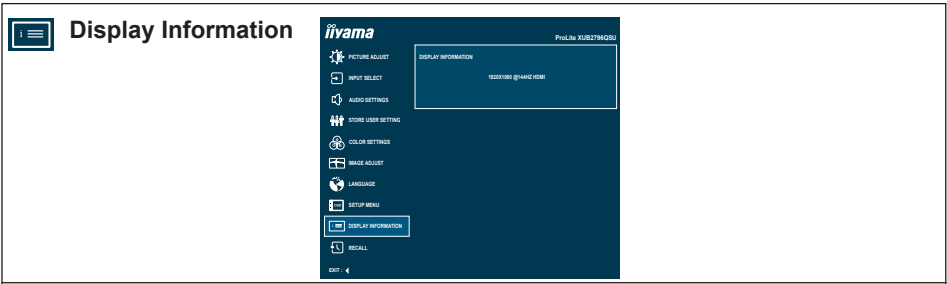 Display Information
iiyama
ProLite XUB2796QSU
PICTURE ADJUST
INPUT SELECT
AUDIO SETTINGS
STORE USER SETTING
COLOR SETTINGS
IMAGE ADJUST
LANGUAGE
SETUP MENU
DISPLAY INFORMATION
RECALL
EXIT :
DISPLAY INFORMATION
1920X1080 @144HZ HDMI